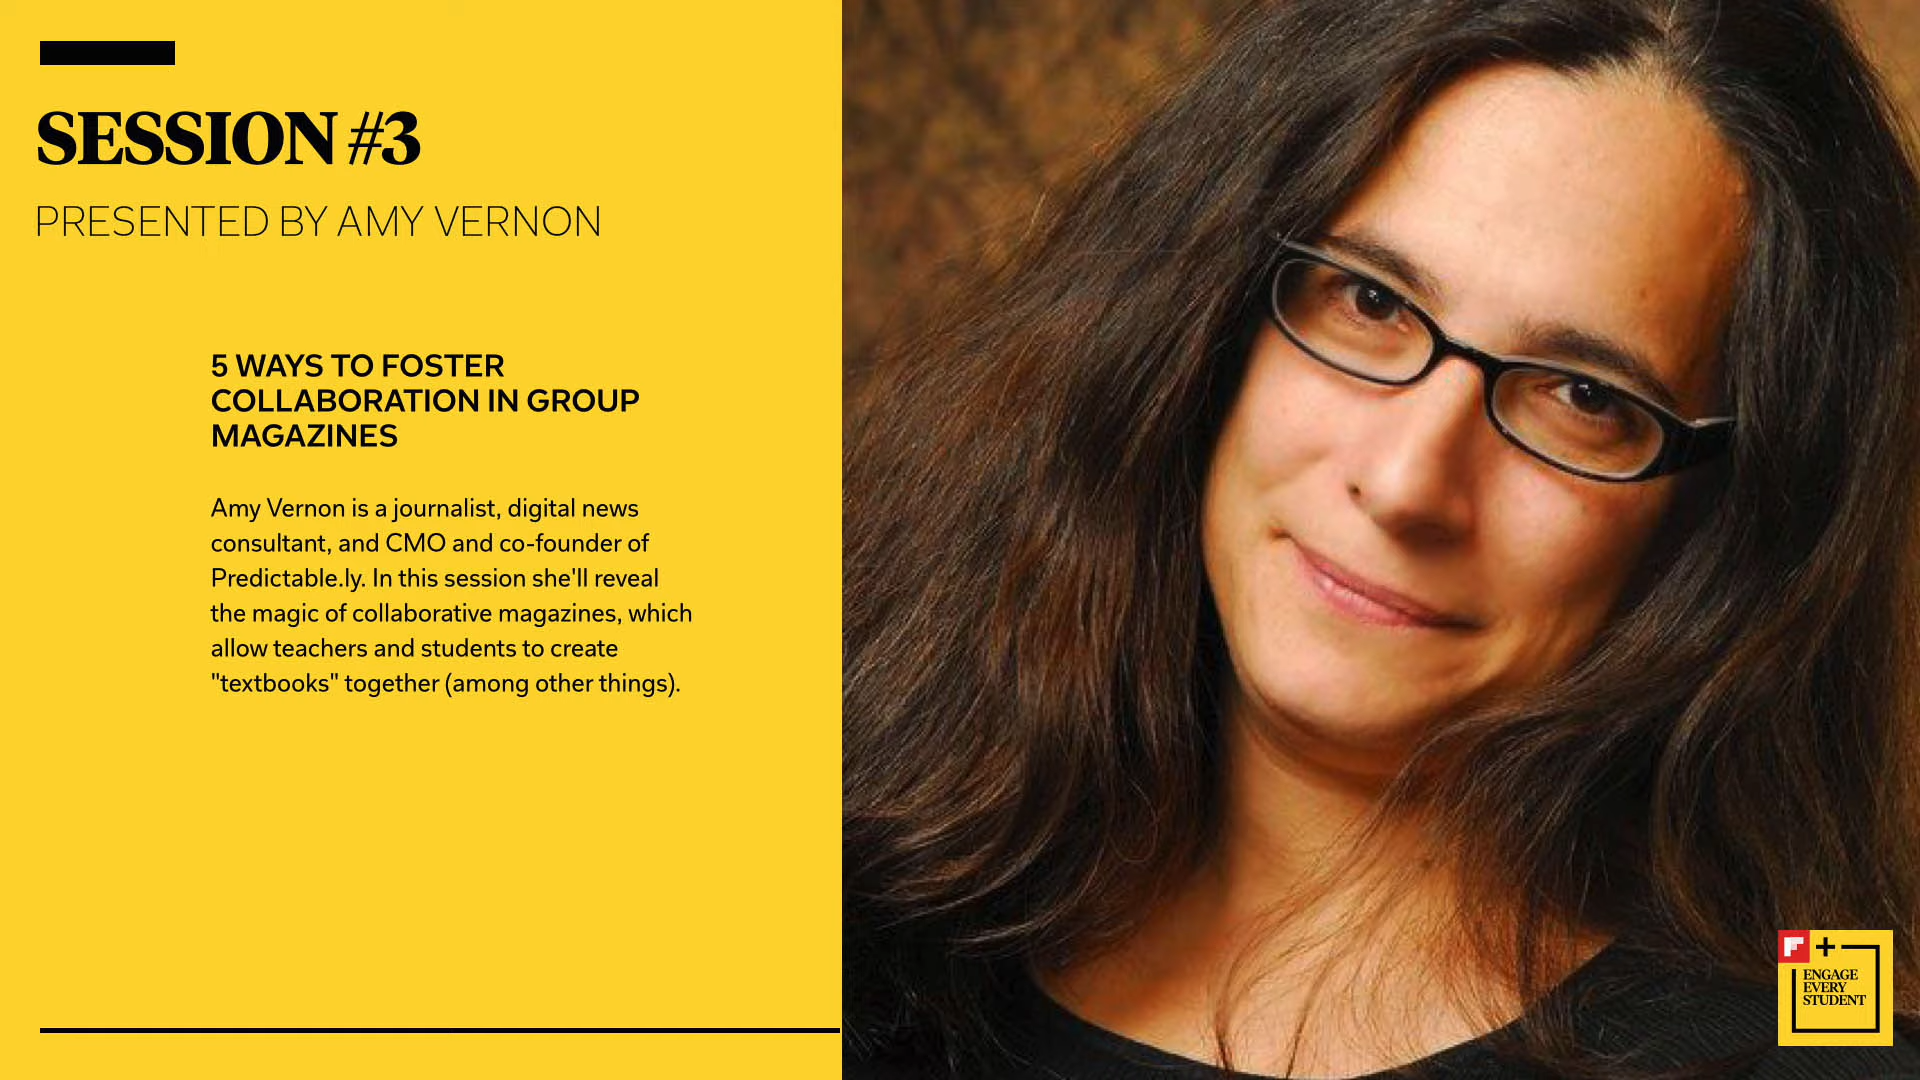 SESSION #3
PRESENTED BY AMY VERNON
5 WAYS TO FOSTER
COLLABORATION IN GROUP
MAGAZINES
Amy Vernon is a journalist, digital news
consultant, and CMO and co-founder of
Predictable.ly. In this session she'll reveal
the magic of collaborative magazines, which
allow teachers and students to create
"textbooks" together (among other things).
+
ENGAGE
EVERY
STUDENT